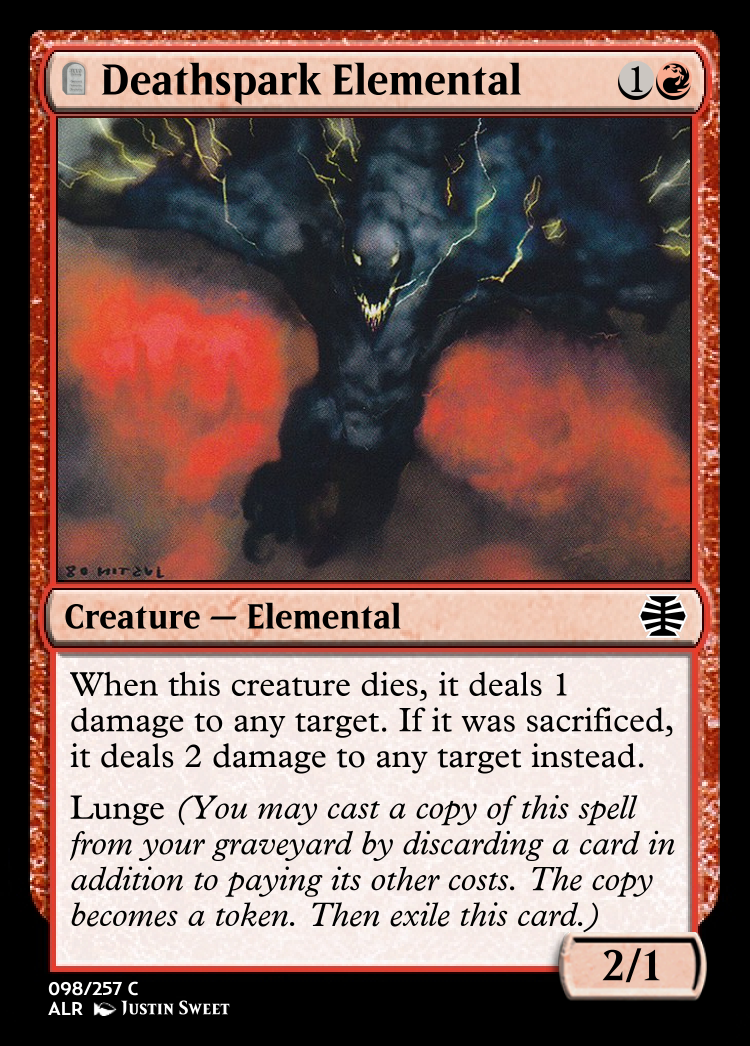 Deathspark Elemental 1
Creature — Elemental
When this creature dies, it deals 1
damage to any target. If it was sacrificed,
it deals 2 damage to any target instead.
Lunge (You may cast a copy of this spell
from your graveyard by discarding a card in
addition to paying its other costs. The copy
becomes a token. Then exile this card.)
2/1
098/257 C
ALR Justin Sweet